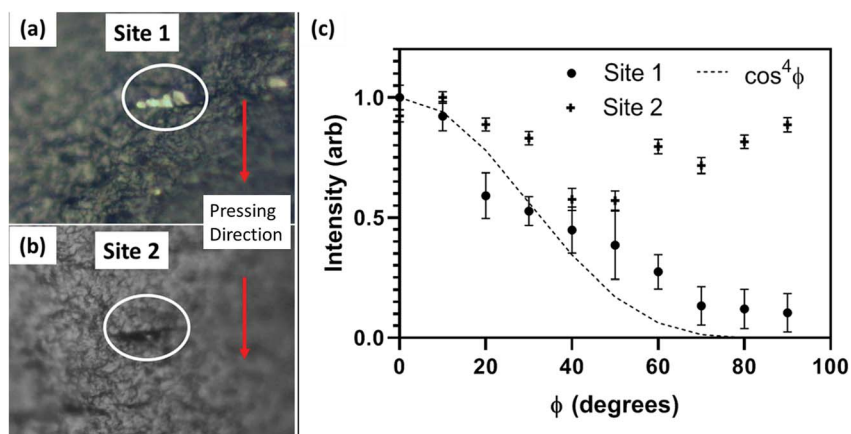 (a)
Site 1
Pressing
Direction
(b)
Site 2
(c)
Site 1
cos⁴ϕ
Site 2
Intensity (arb)
1.0
0.5
0.0
0
20
40
60
80
100
ϕ (degrees)